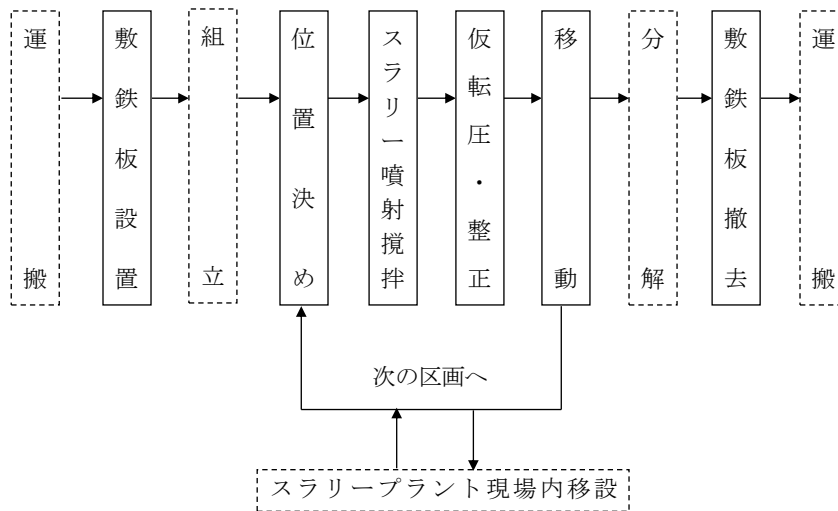 運搬
敷鉄板設置
組立
位置決め
スラリー噴射撹拌
仮転圧・整正
移動
分解
敷鉄板撤去
運搬
次の区画へ
スラリープラント現場内移設